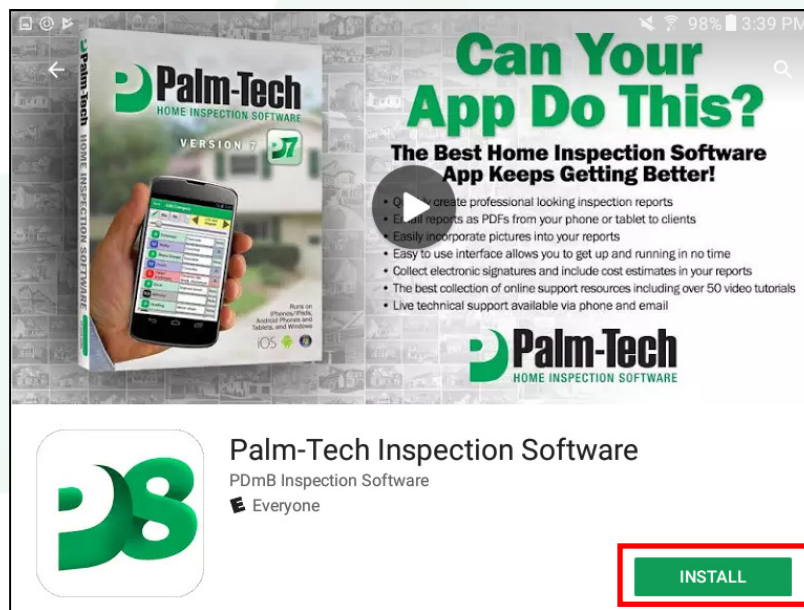 98% 3:39 PM
Palm-Tech
HOME INSPECTION SOFTWARE
VERSION 7
Palm-Tech HOME INSPECTION SOFTWARE
Runs on
iPhones/iPads,
Android Phones and
Tablets, and Windows
iOS
Can Your
App Do This?
The Best Home Inspection Software
App Keeps Getting Better!
• create professional looking inspection reports
• reports as PDFs from your phone or tablet to clients
• Easily incorporate pictures into your reports
• Easy to use interface allows you to get up and running in no time
• Collect electronic signatures and include cost estimates in your reports
• The best collection of online support resources including over 50 video tutorials
• Live technical support available via phone and email
Palm-Tech
HOME INSPECTION SOFTWARE
P8
Palm-Tech Inspection Software
PDmB Inspection Software
E Everyone
INSTALL